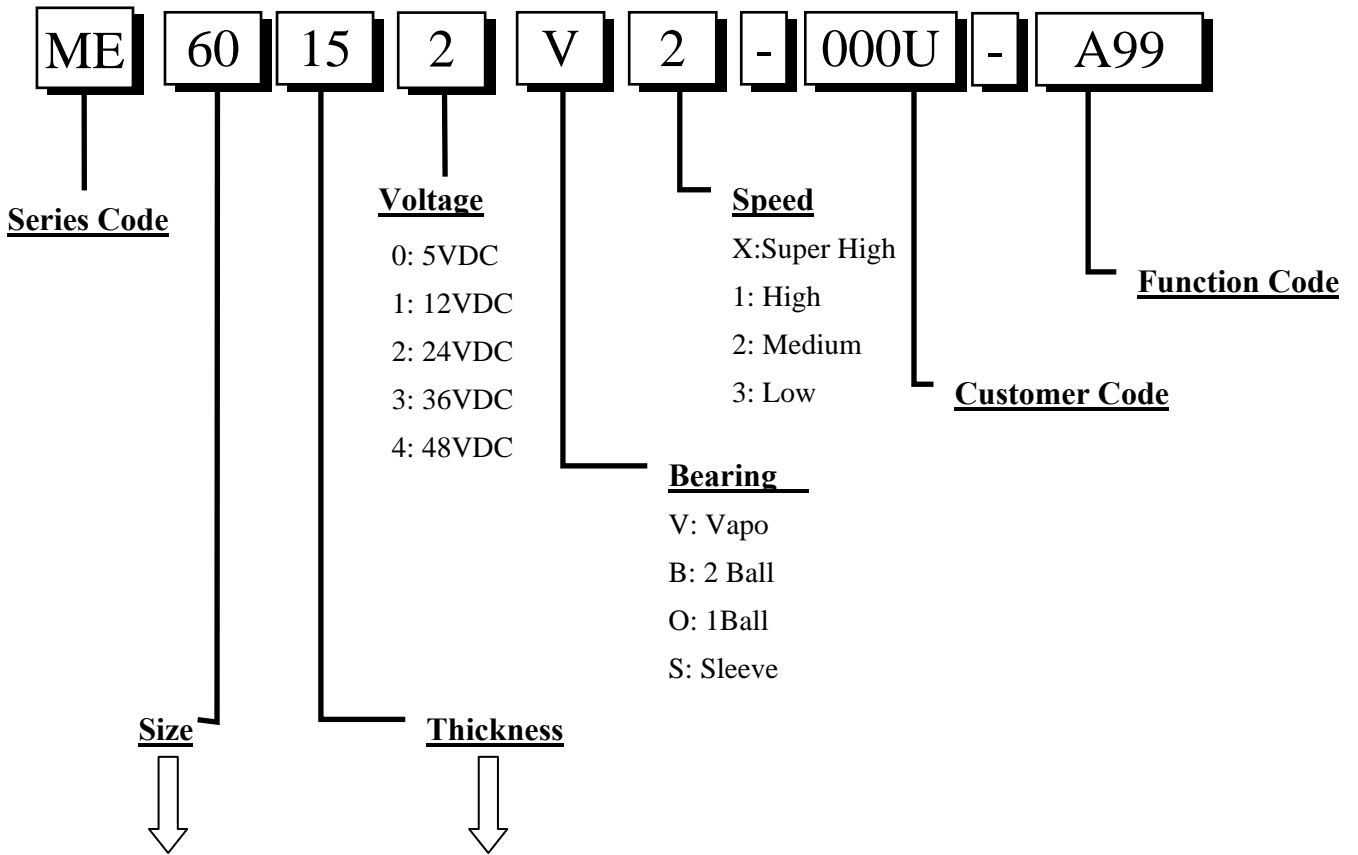 ME 60 15 2 V 2 - 000U - A99
Series Code
Voltage
0: 5VDC
1: 12VDC
2: 24VDC
3: 36VDC
4: 48VDC
Speed
X:Super High
1: High
2: Medium
3: Low
Function Code
Customer Code
Bearing
V: Vapo
B: 2 Ball
O: 1Ball
S: Sleeve
Size
Thickness